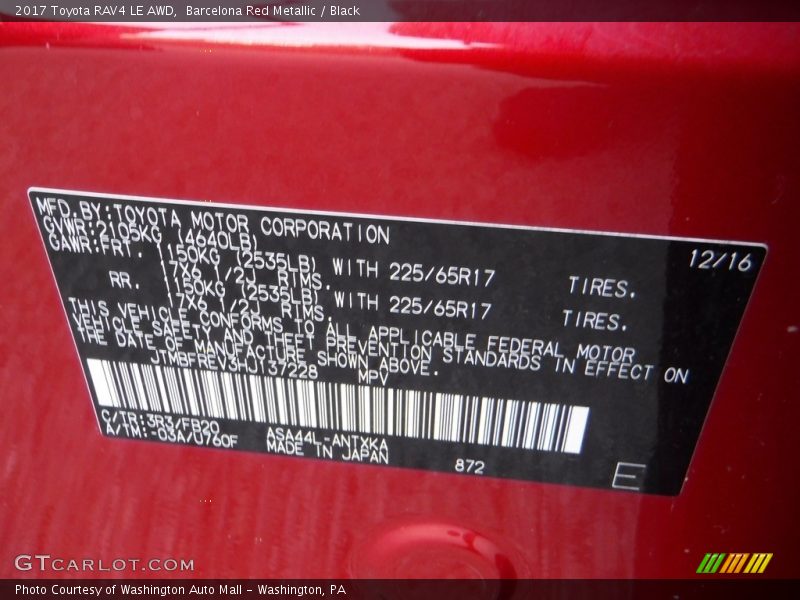 2017 Toyota RAV4 LE AWD, Barcelona Red Metallic / Black
MFD.BY:TOYOTA MOTOR CORPORATION 12/16
GVWR:2105KG (4640LB)
GAWR:FRT. 1150KG (2535LB) WITH 225/65R17 TIRES.
17X6 1/2J RIMS.
RR. 1150KG (2535LB) WITH 225/65R17 TIRES.
17X6 1/2J RIMS.
THIS VEHICLE CONFORMS TO ALL APPLICABLE FEDERAL MOTOR
VEHICLE SAFETY AND THEFT PREVENTION STANDARDS IN EFFECT ON
THE DATE OF MANUFACTURE SHOWN ABOVE.
JTMBFREV3HJ137228 MPV
C/TR:3R3/FB20 ASA44L-ANTXKA
A/TM:-03A/U760F MADE IN JAPAN
872 E
GTCARLOT.COM
Photo Courtesy of Washington Auto Mall - Washington, PA